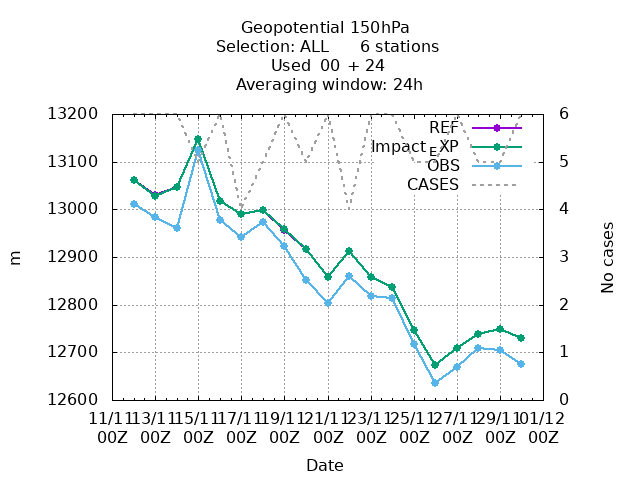 Geopotential 150hPa
Selection: ALL 6 stations
Used 00 + 24
Averaging window: 24h
13200
13100
13000
12900
12800
12700
12600
m
6
5
4
3
2
1
0
No cases
REF
Impact_EXP
OBS
CASES
11/11 13/11 15/11 17/11 19/11 21/11 23/11 25/11 27/11 29/11 01/12
00Z 00Z 00Z 00Z 00Z 00Z 00Z 00Z 00Z 00Z 00Z
Date